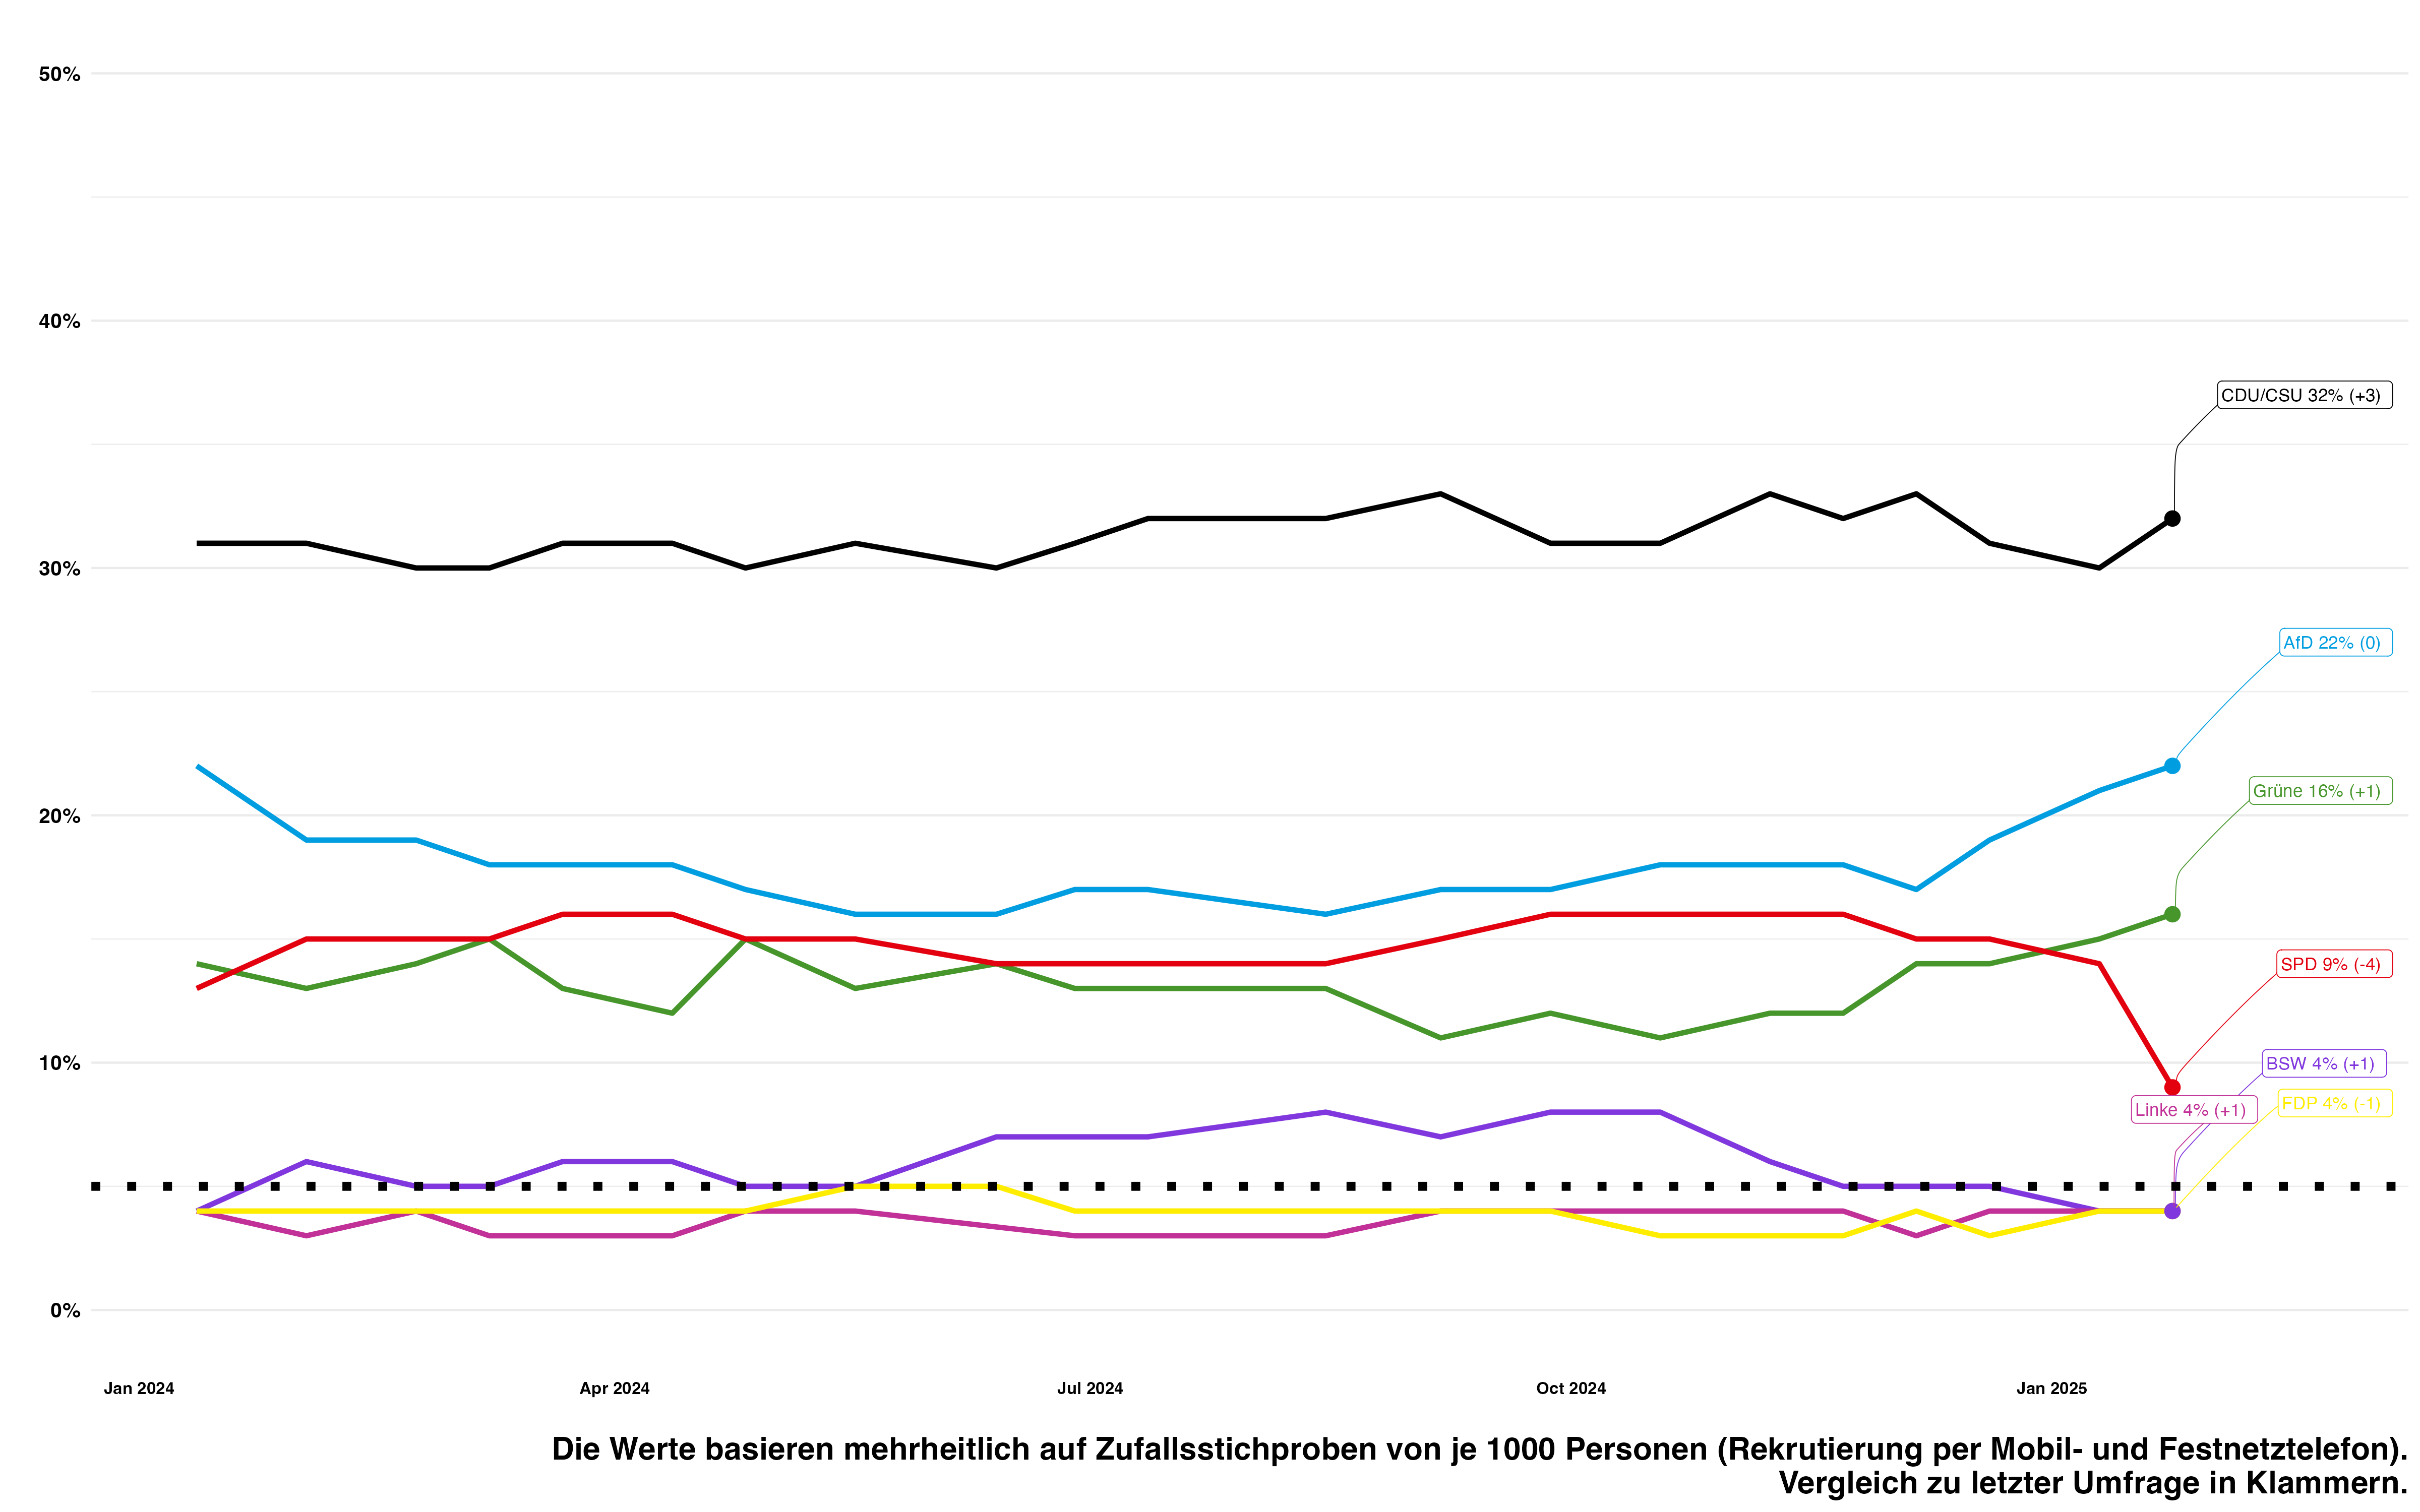 50%
40%
30%
20%
10%
0%
CDU/CSU 32% (+3)
AfD 22% (0)
Grüne 16% (+1)
SPD 9% (-4)
BSW 4% (+1)
FDP 4% (-1)
Linke 4% (+1)
Jan 2024
Apr 2024
Jul 2024
Oct 2024
Jan 2025
Die Werte basieren mehrheitlich auf Zufallsstichproben von je 1000 Personen (Rekrutierung per Mobil- und Festnetztelefon).
Vergleich zu letzter Umfrage in Klammern.